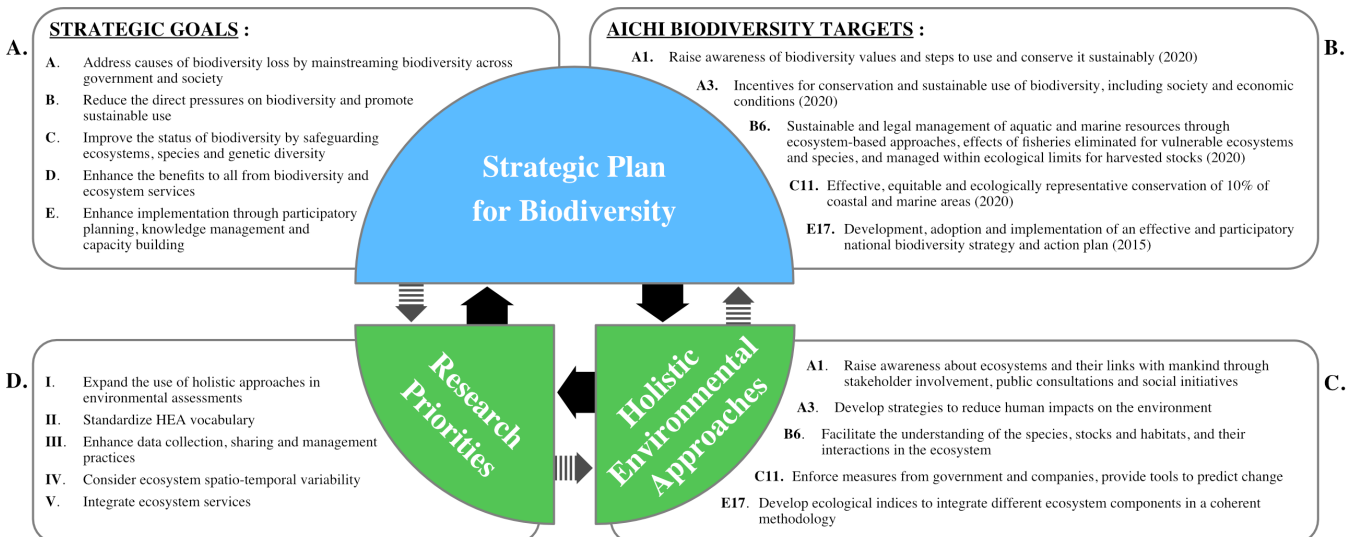 A.
STRATEGIC GOALS :
A. Address causes of biodiversity loss by mainstreaming biodiversity across
government and society
B. Reduce the direct pressures on biodiversity and promote
sustainable use
C. Improve the status of biodiversity by safeguarding
ecosystems, species and genetic diversity
D. Enhance the benefits to all from biodiversity and
ecosystem services
E. Enhance implementation through participatory
planning, knowledge management and
capacity building
AICHI BIODIVERSITY TARGETS :
B.
A1. Raise awareness of biodiversity values and steps to use and conserve it sustainably (2020)
A3. Incentives for conservation and sustainable use of biodiversity, including society and economic
conditions (2020)
B6. Sustainable and legal management of aquatic and marine resources through
ecosystem-based approaches, effects of fisheries eliminated for vulnerable ecosystems
and species, and managed within ecological limits for harvested stocks (2020)
C11. Effective, equitable and ecologically representative conservation of 10% of
coastal and marine areas (2020)
E17. Development, adoption and implementation of an effective and participatory
national biodiversity strategy and action plan (2015)
Strategic Plan
for Biodiversity
Research
Priorities
Holistic
Environmental
Approaches
D.
I. Expand the use of holistic approaches in
environmental assessments
II. Standardize HEA vocabulary
III. Enhance data collection, sharing and management
practices
IV. Consider ecosystem spatio-temporal variability
V. Integrate ecosystem services
C.
A1. Raise awareness about ecosystems and their links with mankind through
stakeholder involvement, public consultations and social initiatives
A3. Develop strategies to reduce human impacts on the environment
B6. Facilitate the understanding of the species, stocks and habitats, and their
interactions in the ecosystem
C11. Enforce measures from government and companies, provide tools to predict change
E17. Develop ecological indices to integrate different ecosystem components in a coherent
methodology